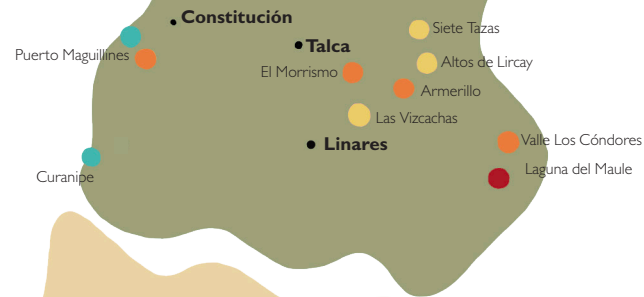 Constitución
Siete Tazas
Talca
Puerto Maguillines
Altos de Lircay
El Morrismo
Armerillo
Las Vizcachas
Valle Los Cóndores
Linares
Laguna del Maule
Curanipe